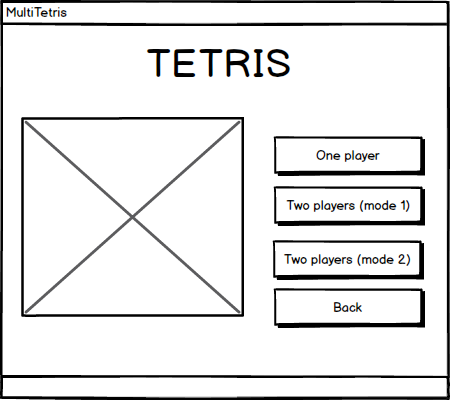 MultiTetris
TETRIS
One player
Two players (mode 1)
Two players (mode 2)
Back